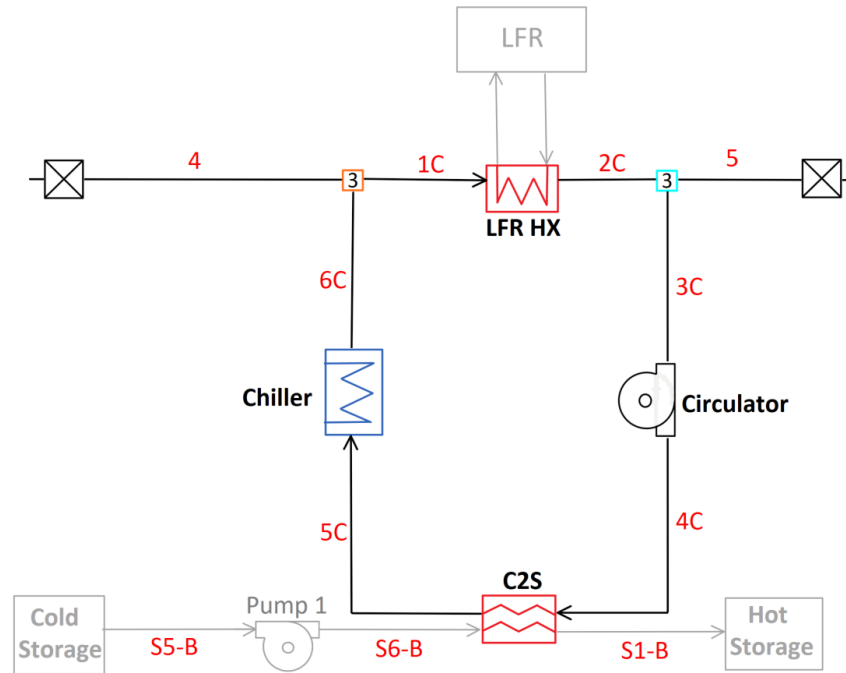 LFR
4
1C
2C
5
3
3
LFR HX
6C
3C
Chiller
Circulator
5C
4C
C2S
Cold
Storage
Pump 1
Hot
Storage
S5-B
S6-B
S1-B